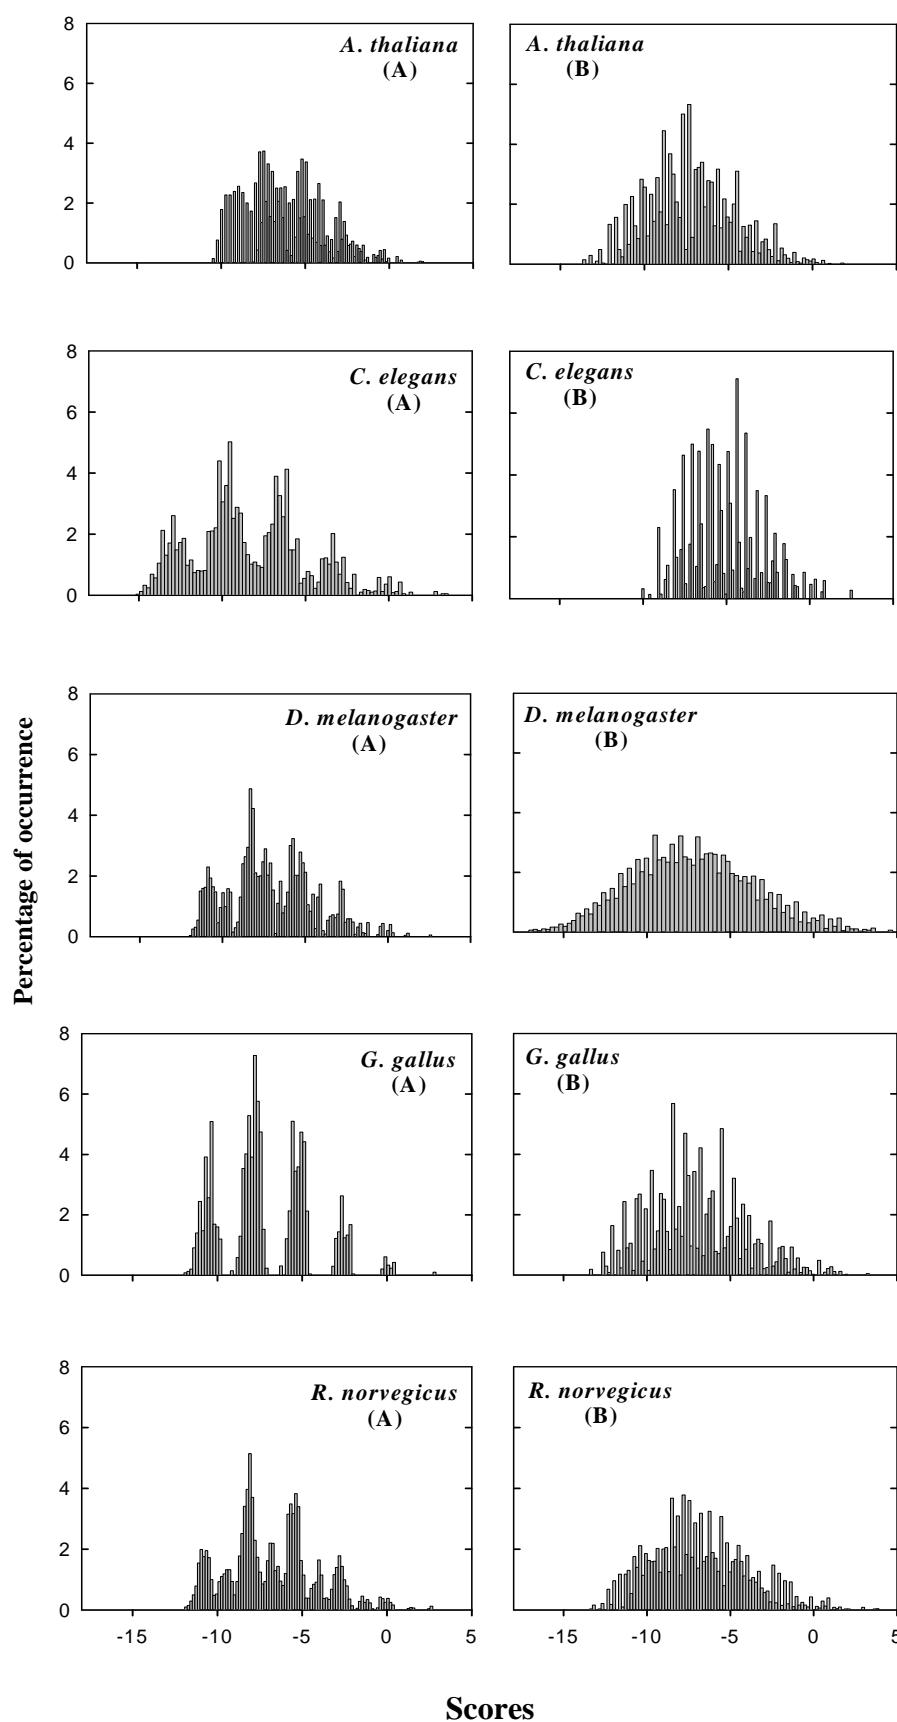 8
6
4
2
0
A. thaliana
(A)
A. thaliana
(B)
8
6
4
2
0
C. elegans
(A)
C. elegans
(B)
8
6
4
2
0
D. melanogaster
(A)
D. melanogaster
(B)
Percentage of occurrence
8
6
4
2
0
G. gallus
(A)
G. gallus
(B)
8
6
4
2
0
R. norvegicus
(A)
R. norvegicus
(B)
-15 -10 -5 0 5
-15 -10 -5 0 5
Scores